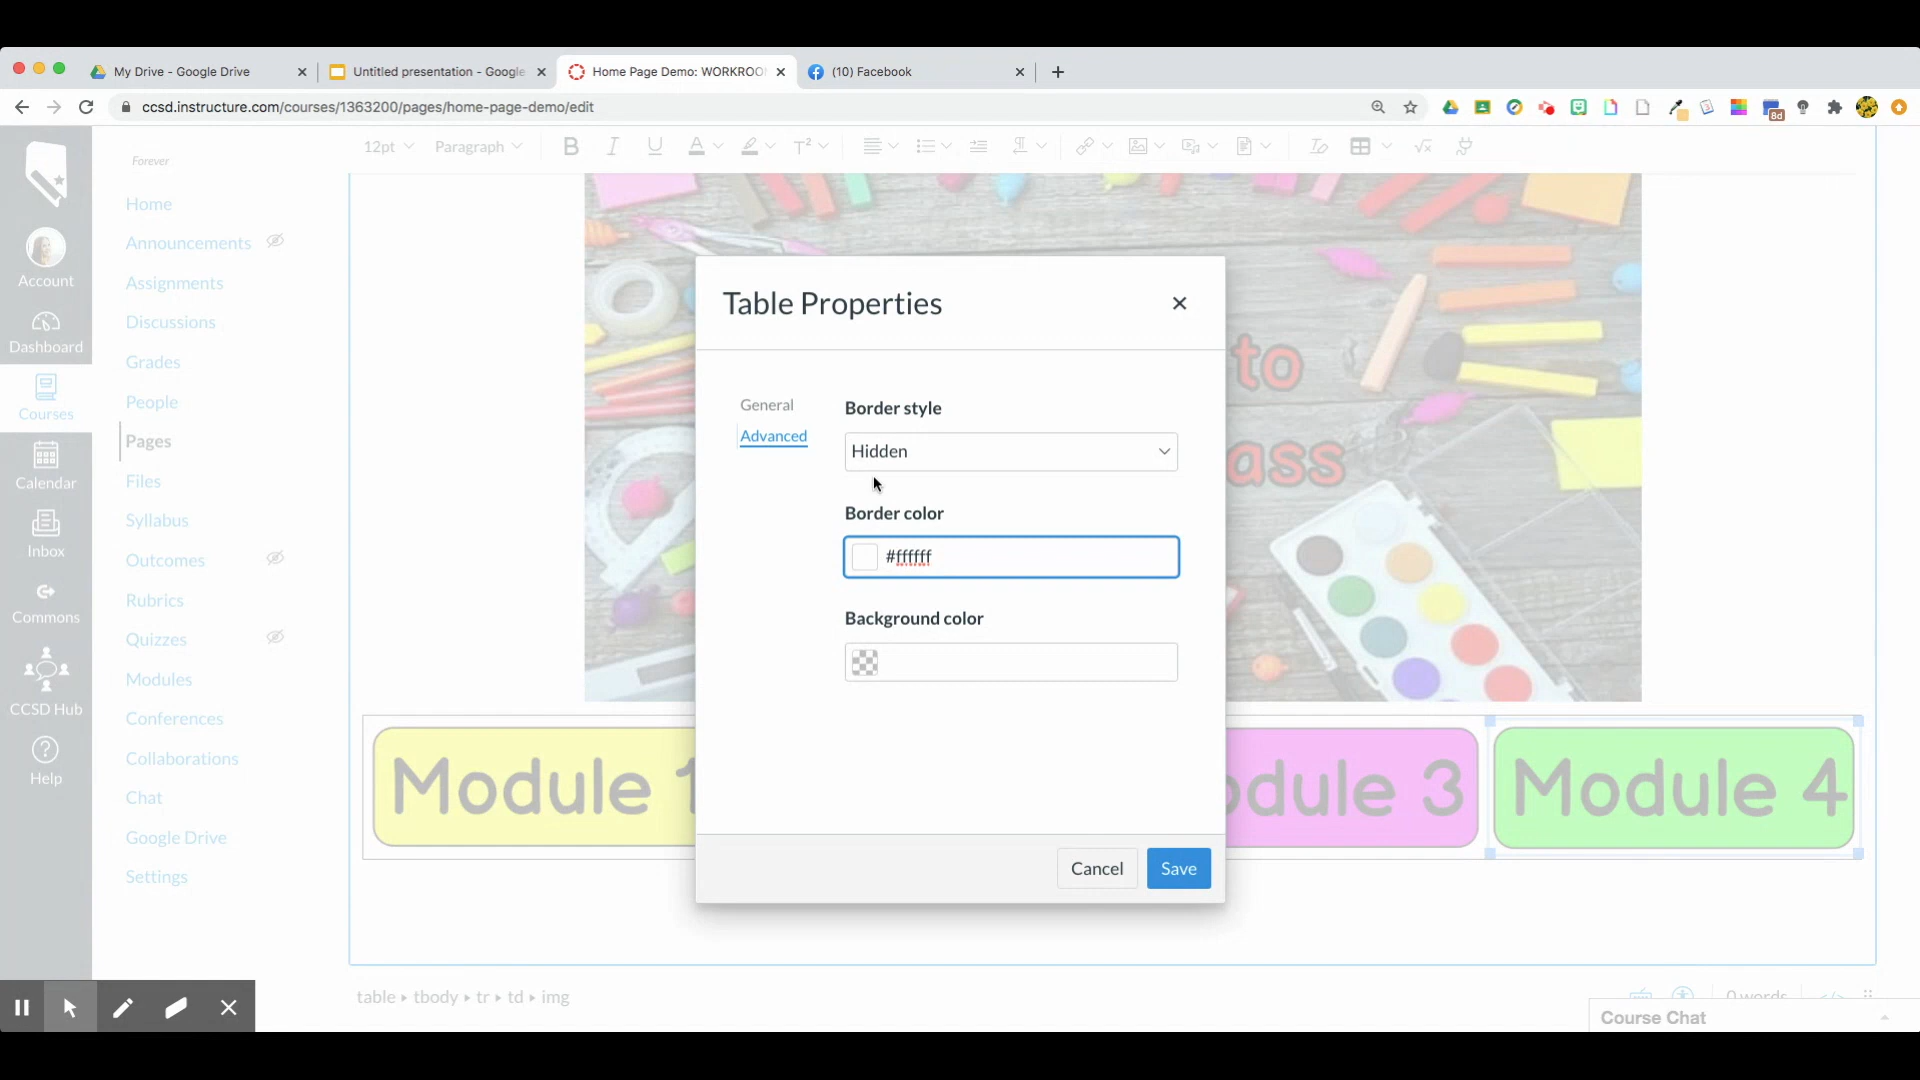 My Drive - Google Drive
Untitled presentation - Google
Home Page Demo: WORKROO
(10) Facebook
ccsd.instructure.com/courses/1363200/pages/home-page-demo/edit
8d
12pt
Paragraph
B I U A T²
Forever
Home
Announcements
Assignments
Discussions
Grades
People
Pages
Files
Syllabus
Outcomes
Rubrics
Quizzes
Modules
Conferences
Collaborations
Chat
Google Drive
Settings
Account
Dashboard
Courses
Calendar
Inbox
Commons
CCSD Hub
Help
to
ass
Table Properties
General
Advanced
Border style
Hidden
Border color
#ffffff
Background color
Cancel
Save
Module 1
odule 3
Module 4
table ▸ tbody ▸ tr ▸ td ▸ img
0 words
Course Chat